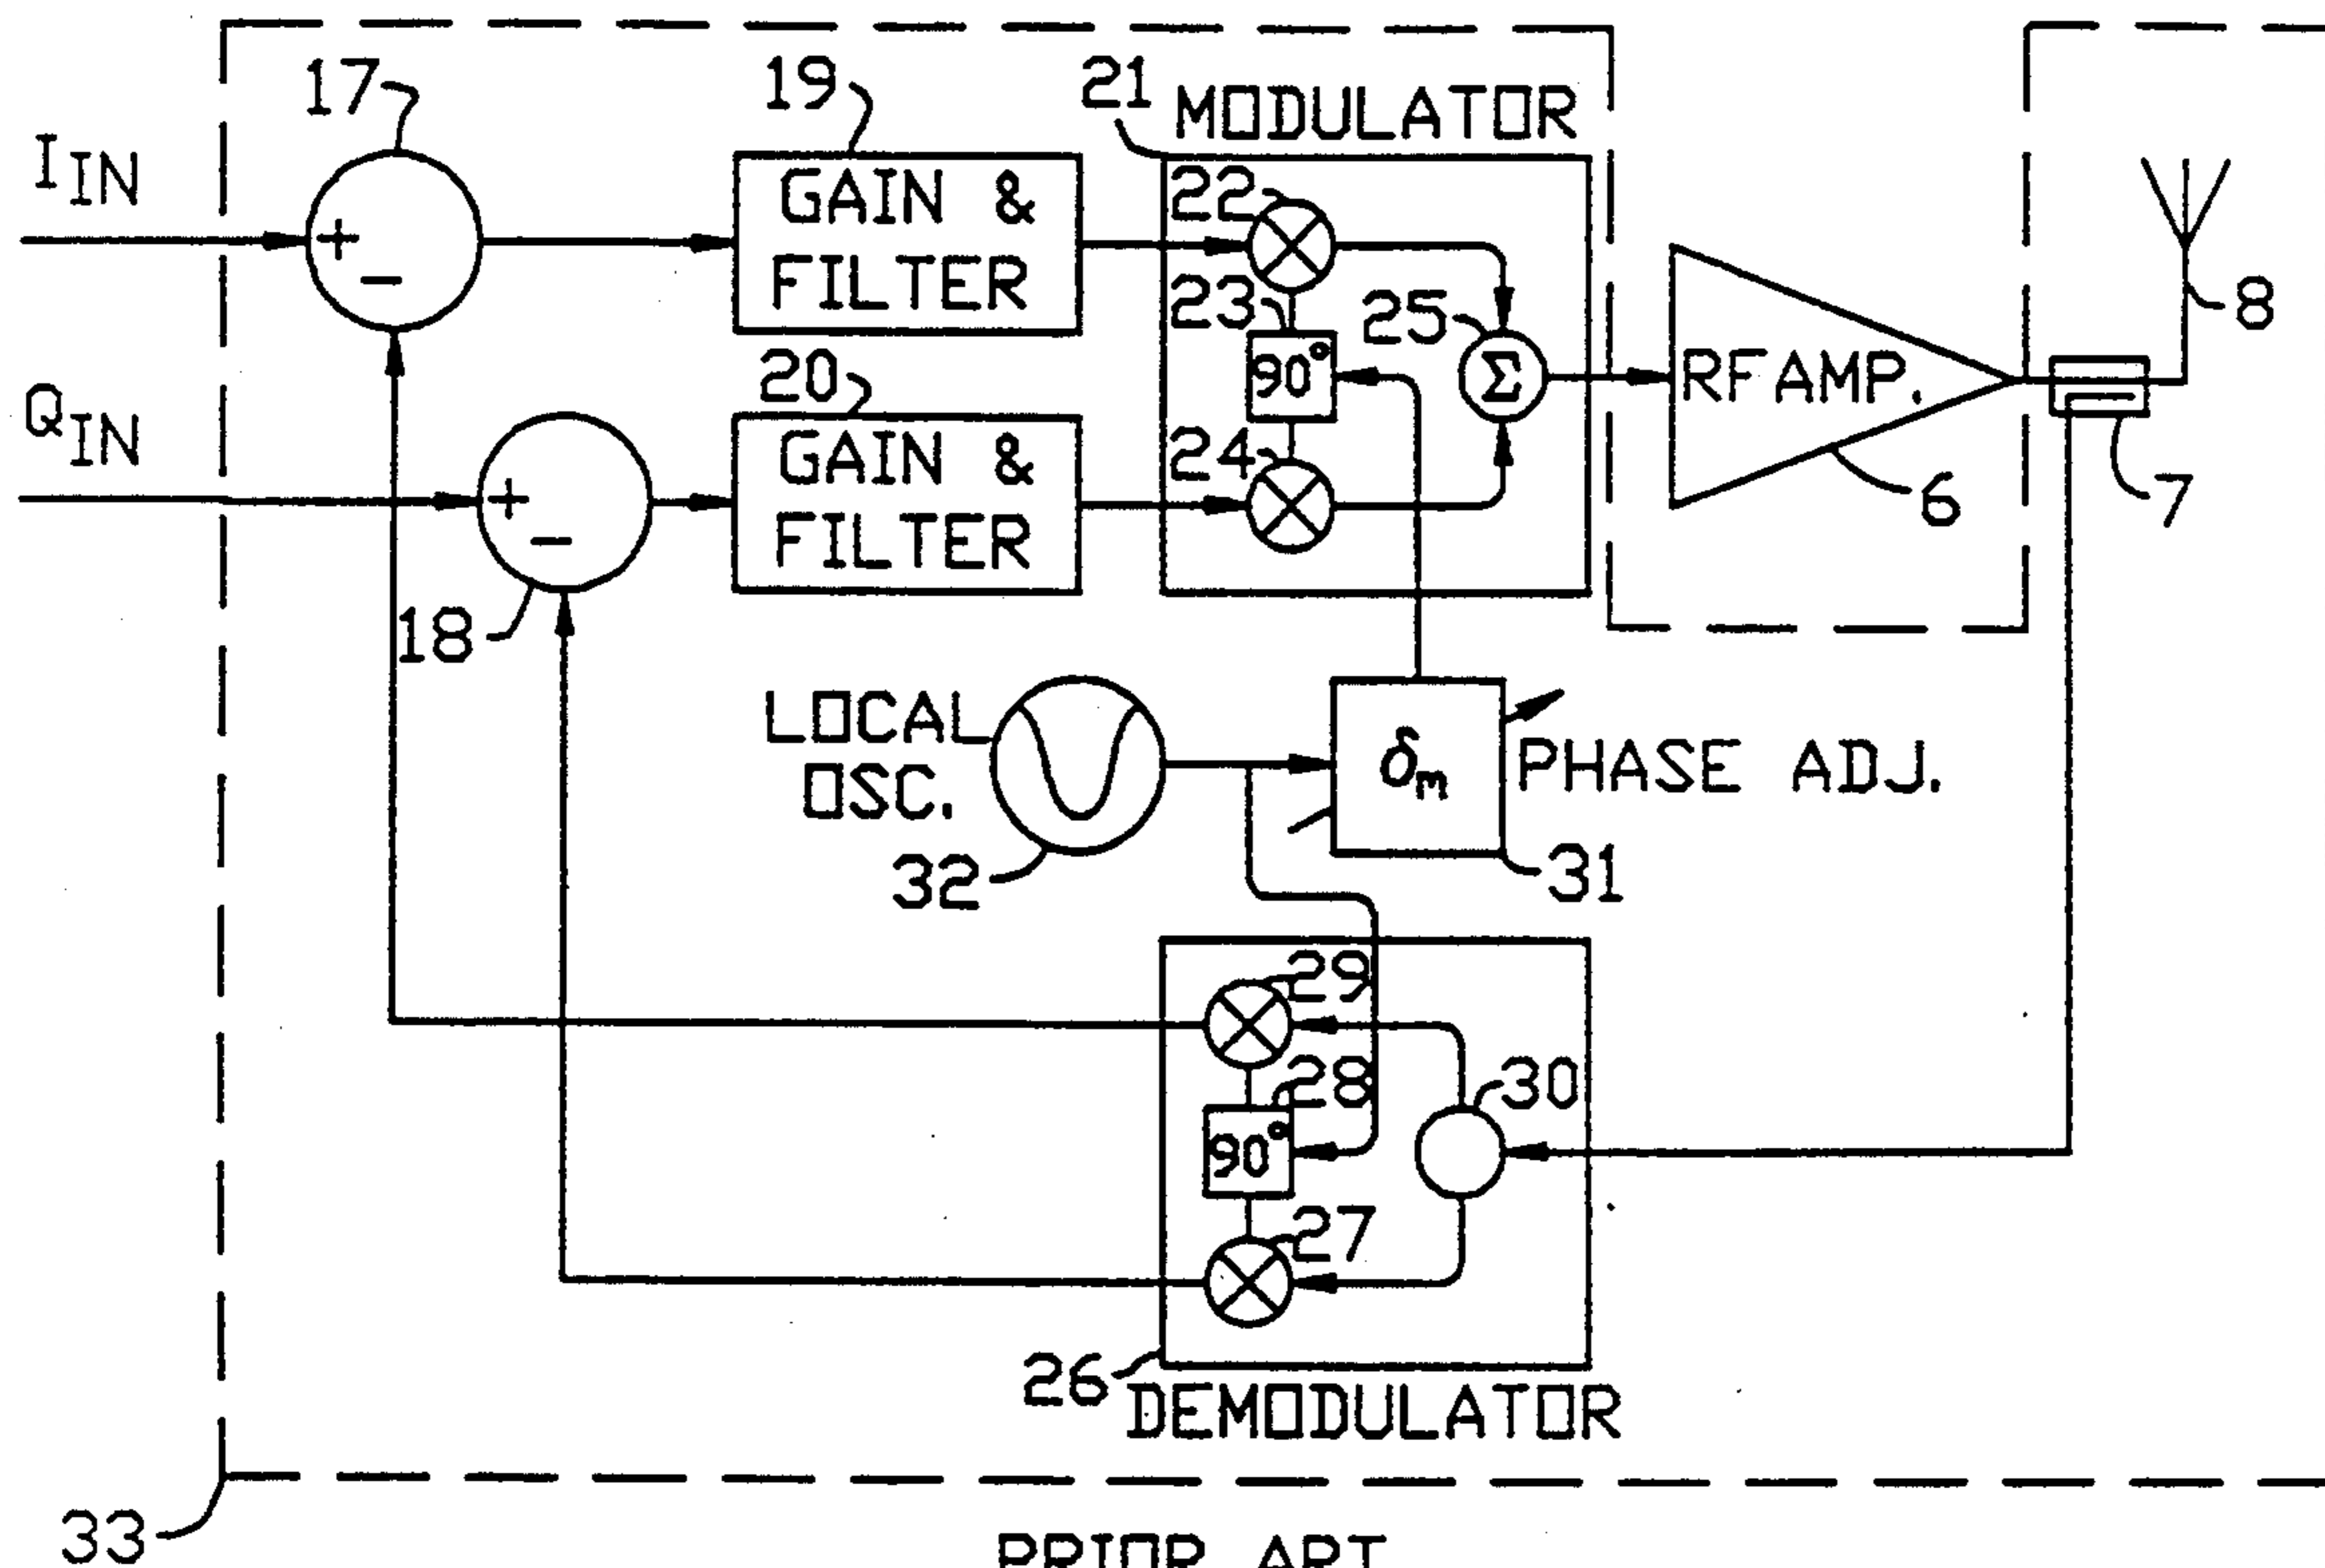 17
19
21
MODULATOR
I IN
GAIN &
FILTER
22
23
25
Σ
90°
8
Q IN
20
GAIN &
FILTER
24
RF AMP.
6
7
+
-
+
-
18
LOCAL
OSC.
32
δm
PHASE ADJ.
31
29
28
90°
30
27
26
DEMODULATOR
33
PRIOR ART